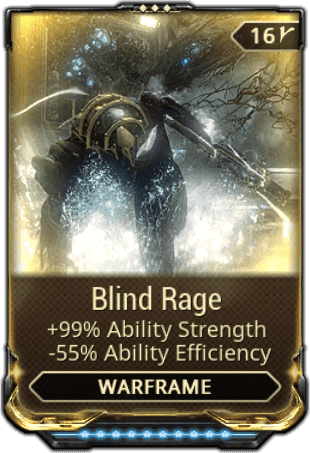 16
Blind Rage
+99% Ability Strength
-55% Ability Efficiency
WARFRAME